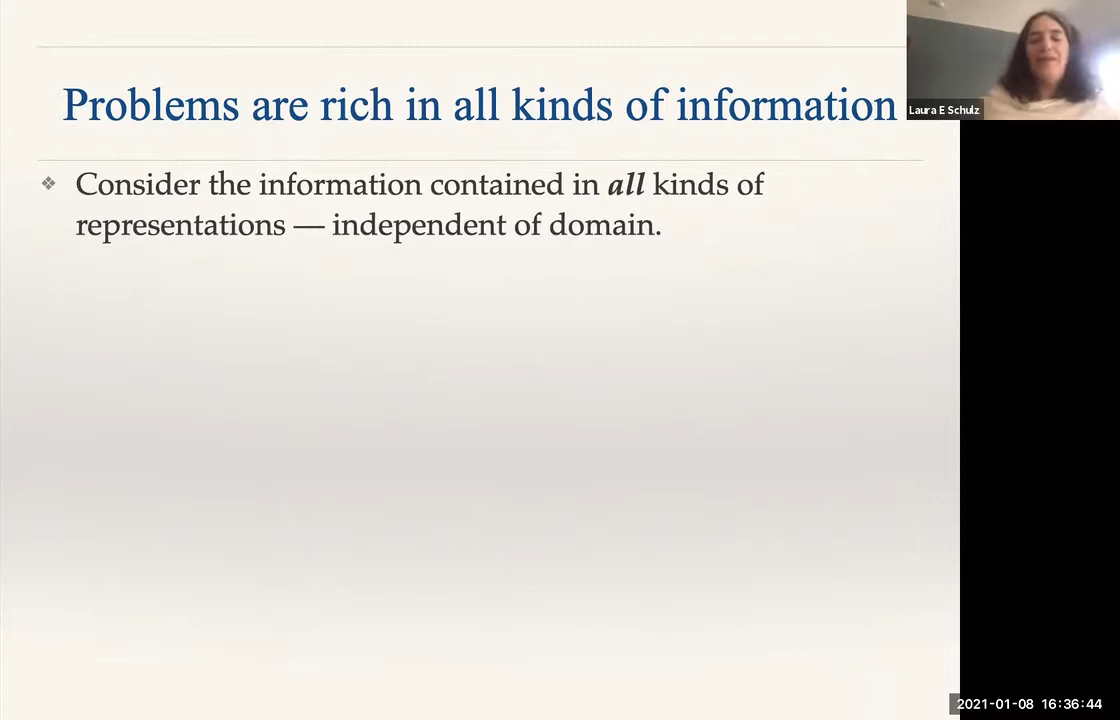 Problems are rich in all kinds of information
Laura E Schulz
❖ Consider the information contained in all kinds of
representations — independent of domain.
2021-01-08 16:36:44